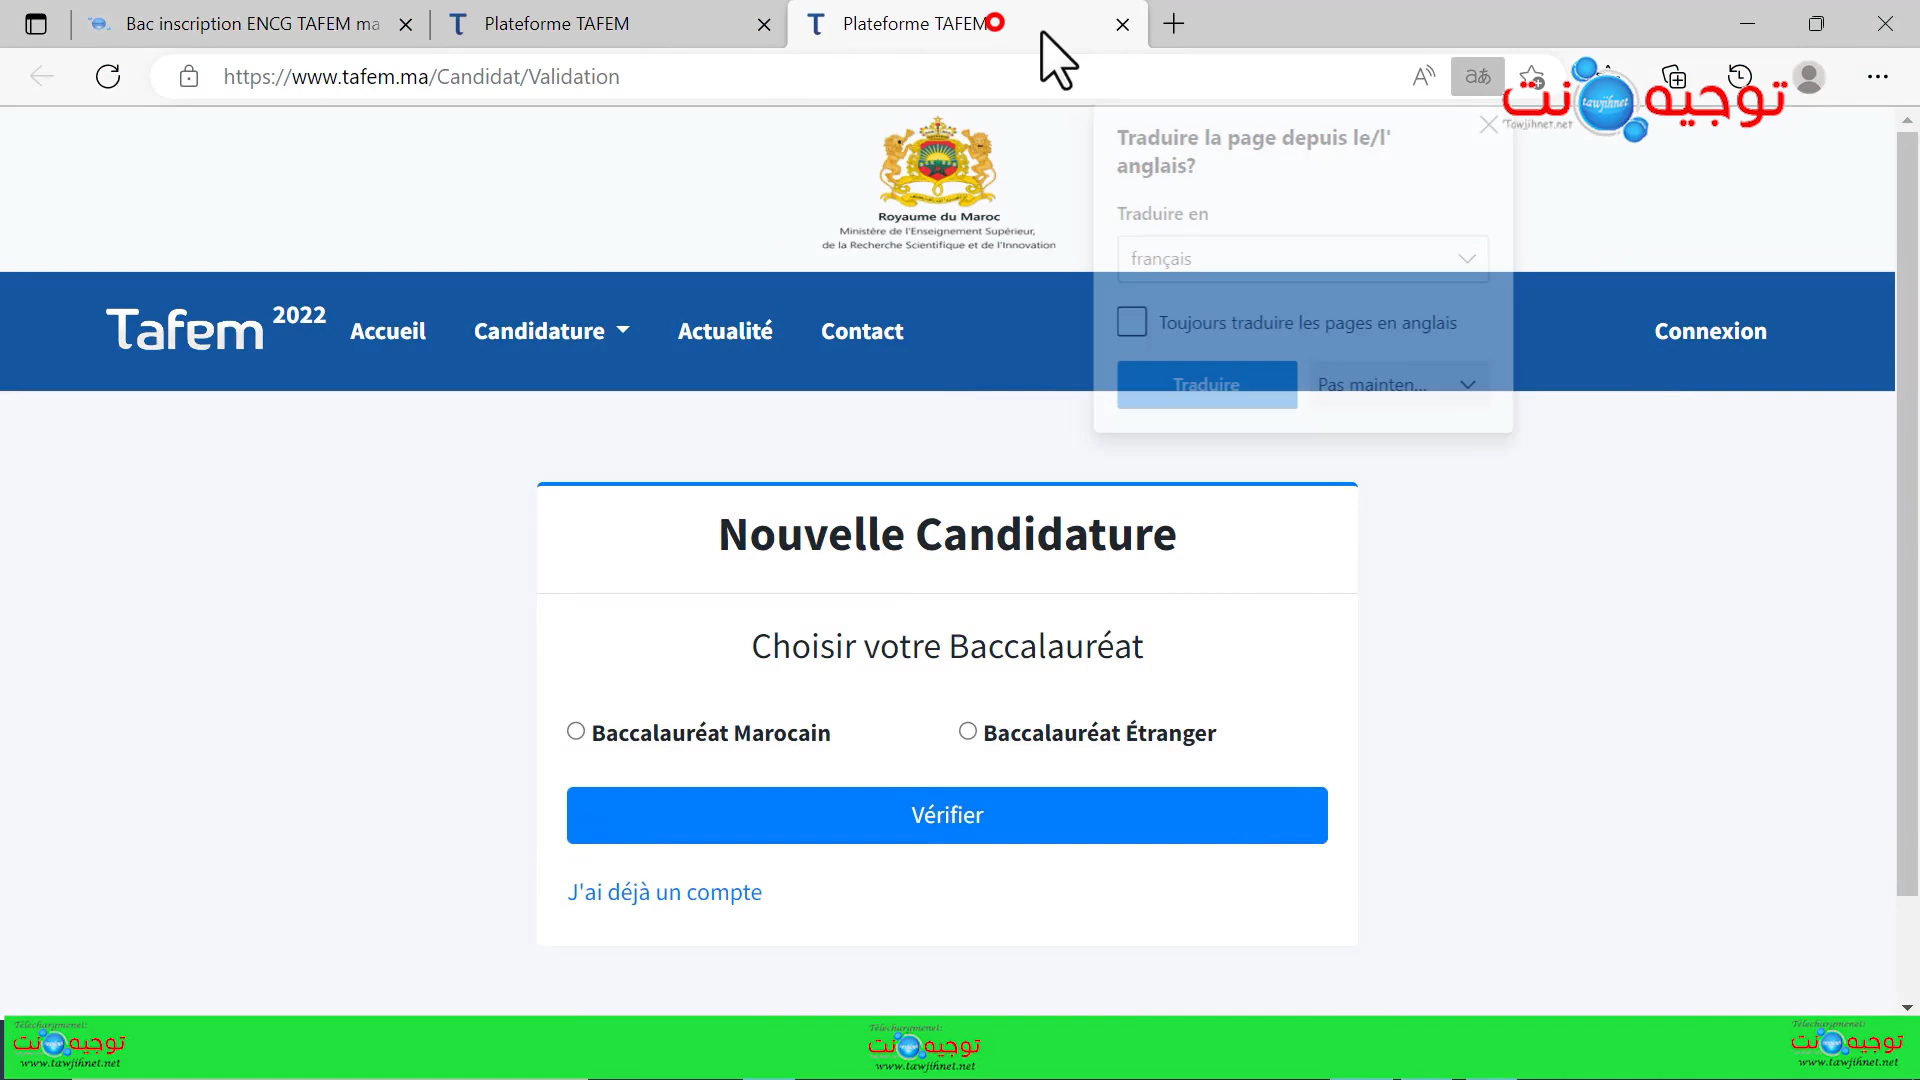 Bac inscription ENCG TAFEM ma
Plateforme TAFEM
Plateforme TAFEM
https://www.tafem.ma/Candidat/Validation
توجيه نت
tawjihnet
Tawjihnet.net
Traduire la page depuis le/l'
anglais?
Traduire en
français
Toujours traduire les pages en anglais
Traduire
Pas mainten...
Royaume du Maroc
Ministère de l'Enseignement Supérieur,
de la Recherche Scientifique et de l'Innovation
Tafem 2022
Accueil
Candidature
Actualité
Contact
Connexion
Nouvelle Candidature
Choisir votre Baccalauréat
Baccalauréat Marocain
Baccalauréat Étranger
Vérifier
J'ai déjà un compte
توجيه نت
www.tawjihnet.net
توجيه نت
www.tawjihnet.net
توجيه نت
www.tawjihnet.net